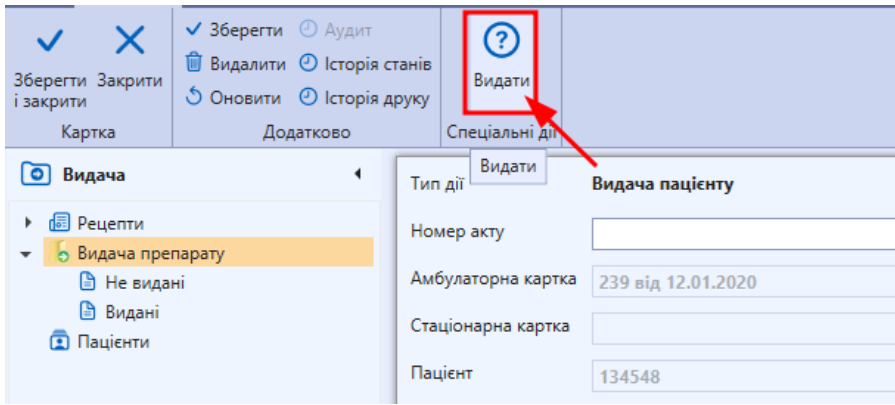 Зберегти і закрити
Закрити
Картка
Зберегти
Аудит
Видалити
Історія станів
Оновити
Історія друку
Додатково
Видати
Спеціальні дії
Видати
Видача
Рецепти
Видача препарату
Не видані
Видані
Пацієнти
Тип дії Видача пацієнту
Номер акту
Амбулаторна картка 239 від 12.01.2020
Стаціонарна картка
Пацієнт 134548